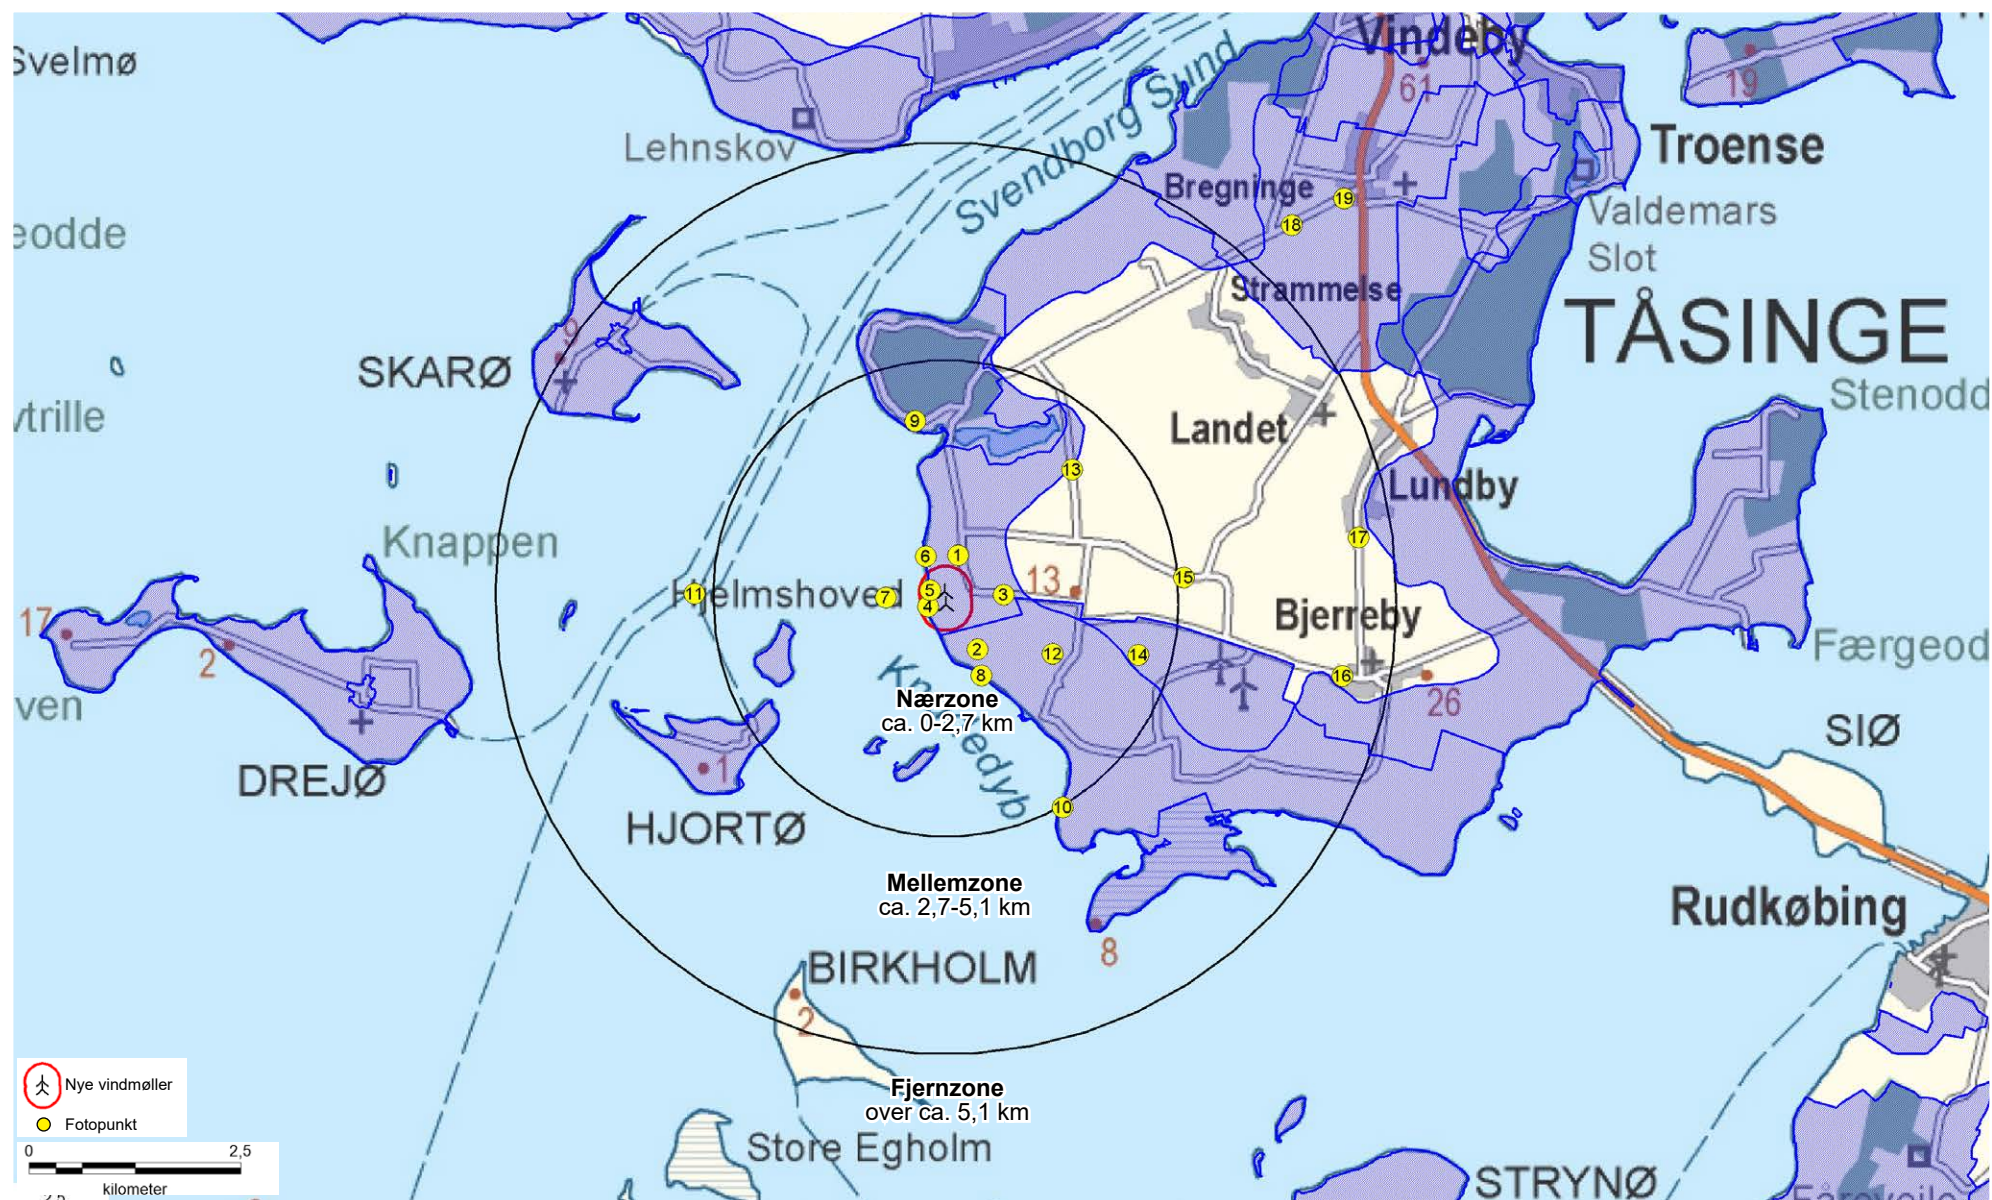 Vindeby
Svelmø
61
19
Svendborg Sund
Lehnskov
Troense
Bregninge
19
18
Valdemars
Slot
eodde
Strammelse
TÅSINGE
9
SKARØ
Stenodd
vtrille
Landet
9
13
Lundby
Knappen
17
6
1
15
13
11
Hjelmshoved
7
5
3
4
17
Bjerreby
2
2
12
14
Færgeod
8
16
26
ven
Nærzone
ca. 0-2,7 km
SIØ
1
DREJØ
10
HJORTØ
Mellemzone
ca. 2,7-5,1 km
Rudkøbing
8
BIRKHOLM
2
Fjernzone
over ca. 5,1 km
Nye vindmøller
Fotopunkt
Store Egholm
0 2,5
kilometer
STRYNØ